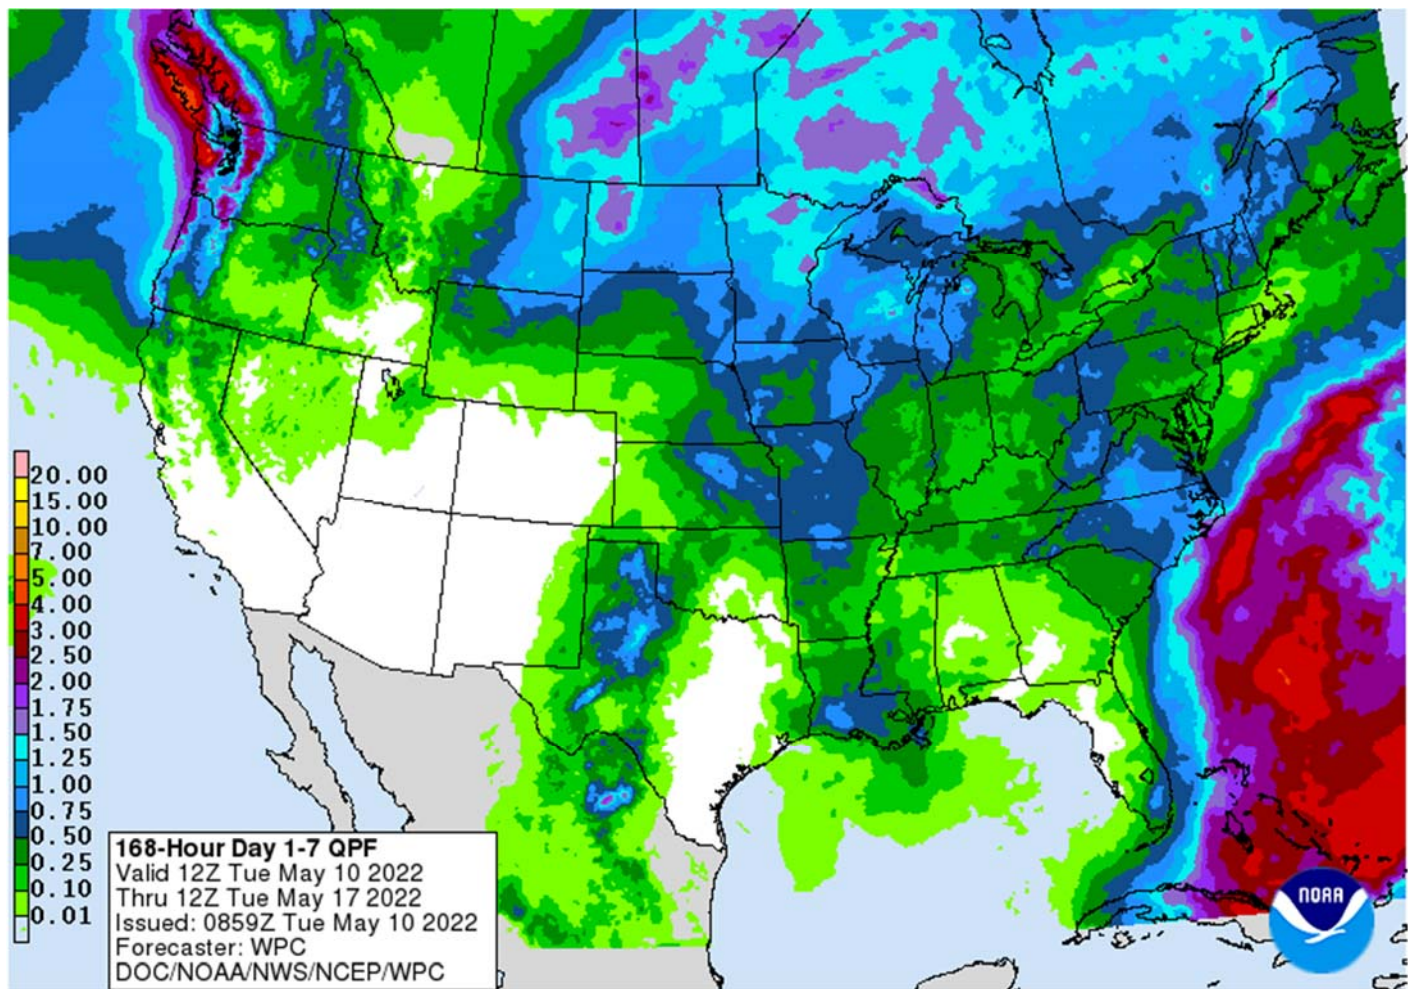 20.00
15.00
10.00
7.00
5.00
4.00
3.00
2.50
2.00
1.75
1.50
1.25
1.00
0.75
0.50
0.25
0.10
0.01
168-Hour Day 1-7 QPF
Valid 12Z Tue May 10 2022
Thru 12Z Tue May 17 2022
Issued: 0859Z Tue May 10 2022
Forecaster: WPC
DOC/NOAA/NWS/NCEP/WPC
NOAA